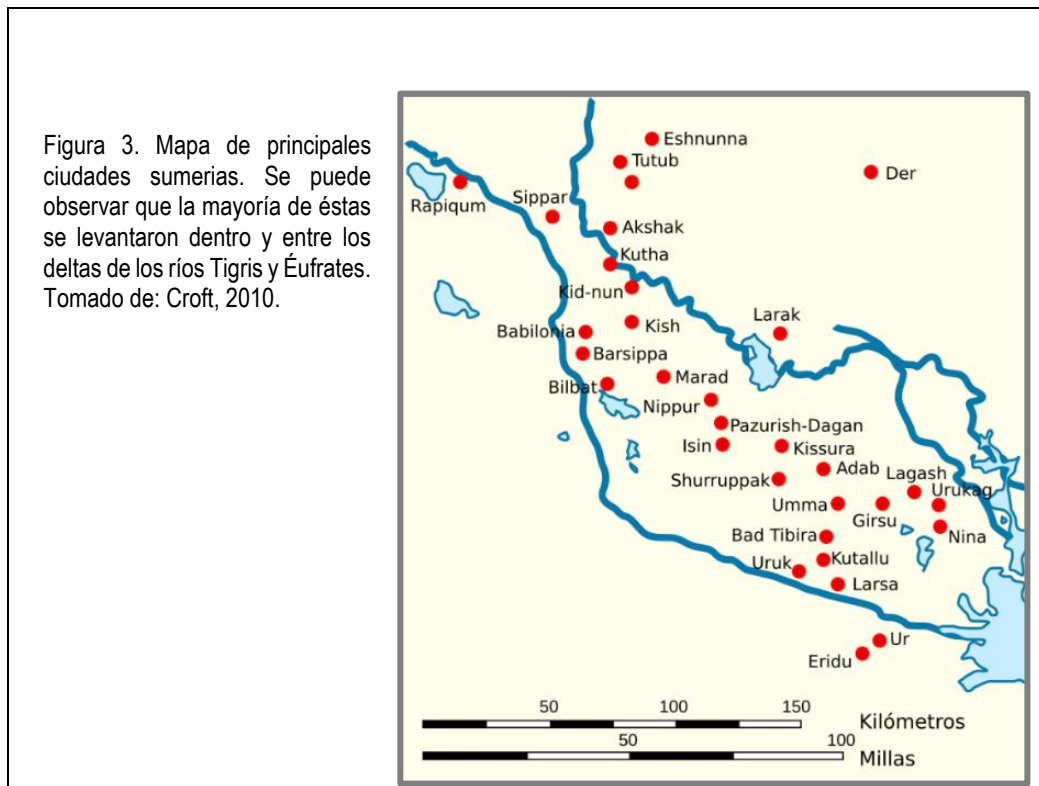 Figura 3. Mapa de principales
ciudades sumerias. Se puede
observar que la mayoría de éstas
se levantaron dentro y entre los
deltas de los ríos Tigris y Éufrates.
Tomado de: Croft, 2010.
Eshnunna
Tutub
Der
Rapiqum
Sippar
Akshak
Kutha
Kid-nun
Larak
Babilonia
Kish
Barsippa
Bilbat
Marad
Nippur
Pazurish-Dagan
Isin
Kissura
Adab
Lagash
Shurruppak
Urukag
Umma
Girsu
Nina
Bad Tibira
Uruk
Kutallu
Larsa
Ur
Eridu
50 100 150
Kilómetros
50 100
Millas